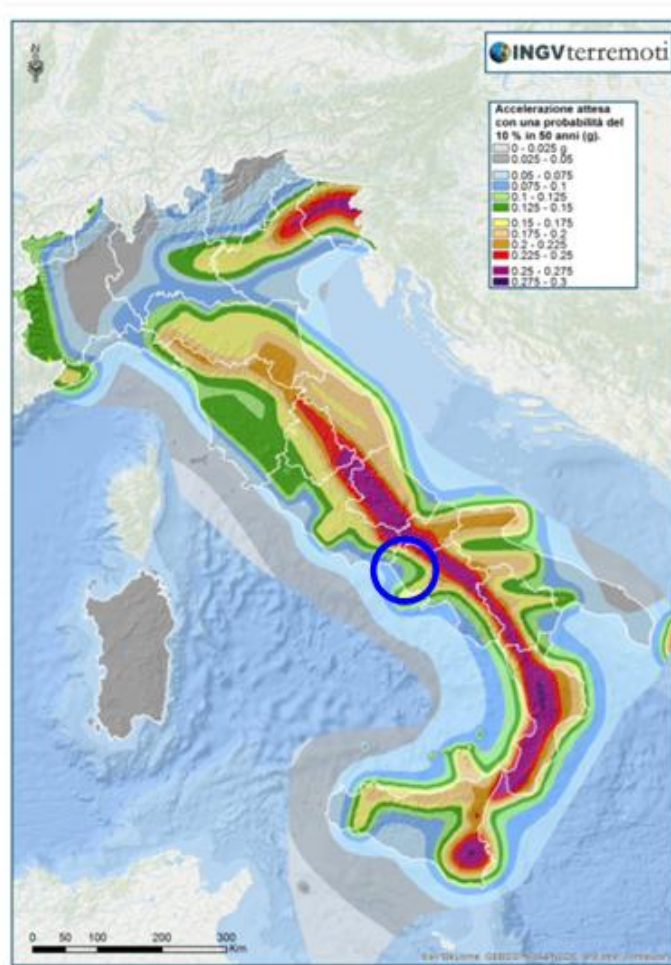 N
INGVterremoti
Accelerazione attesa
con una probabilità del
10 % in 50 anni (g).
0 - 0.025 g
0.025 - 0.05
0.05 - 0.075
0.075 - 0.1
0.1 - 0.125
0.125 - 0.15
0.15 - 0.175
0.175 - 0.2
0.2 - 0.225
0.225 - 0.25
0.25 - 0.275
0.275 - 0.3
0 50 100 200 300
Km